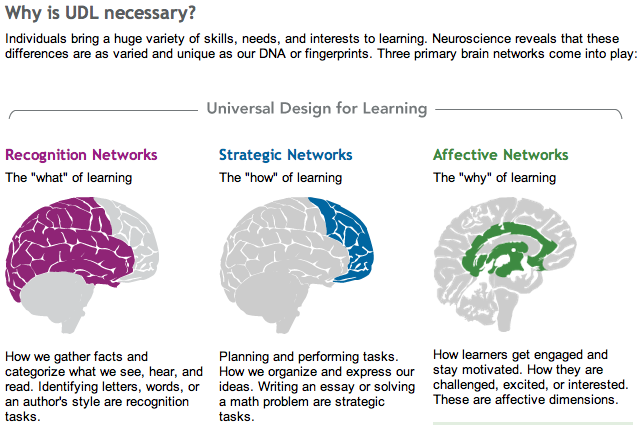 Why is UDL necessary?
Individuals bring a huge variety of skills, needs, and interests to learning. Neuroscience reveals that these
differences are as varied and unique as our DNA or fingerprints. Three primary brain networks come into play:
Universal Design for Learning
Recognition Networks
The "what" of learning
How we gather facts and
categorize what we see, hear, and
read. Identifying letters, words, or
an author's style are recognition
tasks.
Strategic Networks
The "how" of learning
Planning and performing tasks.
How we organize and express our
ideas. Writing an essay or solving
a math problem are strategic
tasks.
Affective Networks
The "why" of learning
How learners get engaged and
stay motivated. How they are
challenged, excited, or interested.
These are affective dimensions.